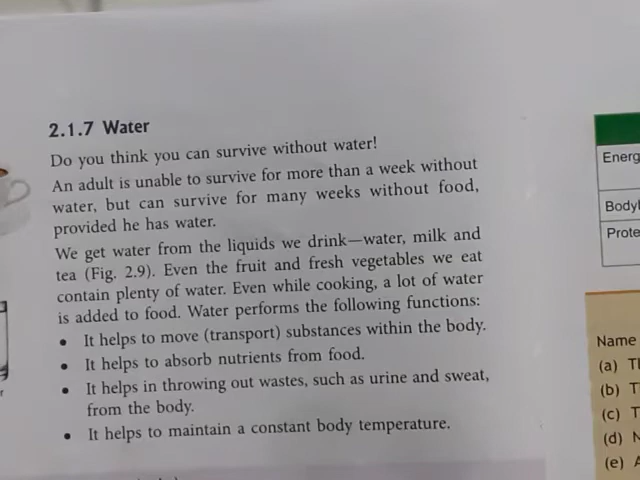 2.1.7 Water
Do you think you can survive without water!
An adult is unable to survive for more than a week without
water, but can survive for many weeks without food,
provided he has water.
We get water from the liquids we drink—water, milk and
tea (Fig. 2.9). Even the fruit and fresh vegetables we eat
contain plenty of water. Even while cooking, a lot of water
is added to food. Water performs the following functions:
• It helps to move (transport) substances within the body.
• It helps to absorb nutrients from food.
• It helps in throwing out wastes, such as urine and sweat,
from the body.
• It helps to maintain a constant body temperature.
Name
(a)
(b)
(c)
(d)
(e)